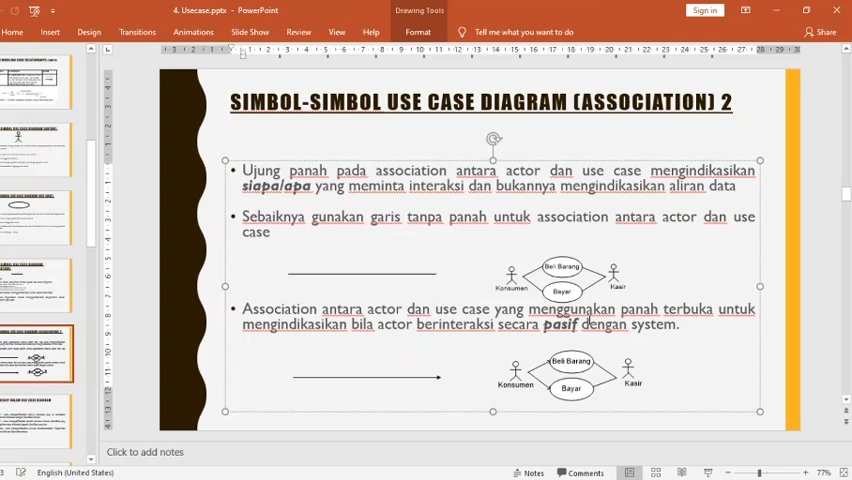 4. Usecase.pptx - PowerPoint
Drawing Tools
Sign in
Home Insert Design Transitions Animations Slide Show Review View Help Format Tell me what you want to do Share
SIMBOL-SIMBOL USE CASE DIAGRAM (ASSOCIATION) 2
• Ujung panah pada association antara actor dan use case mengindikasikan
siapa/apa yang meminta interaksi dan bukannya mengindikasikan aliran data
• Sebaiknya gunakan garis tanpa panah untuk association antara actor dan use
case
Beli Barang
Konsumen
Kasir
Bayar
• Association antara actor dan use case yang menggunakan panah terbuka untuk
mengindikasikan bila actor berinteraksi secara pasif dengan system.
Beli Barang
Konsumen
Kasir
Bayar
Click to add notes
English (United States)
Notes
Comments
77%